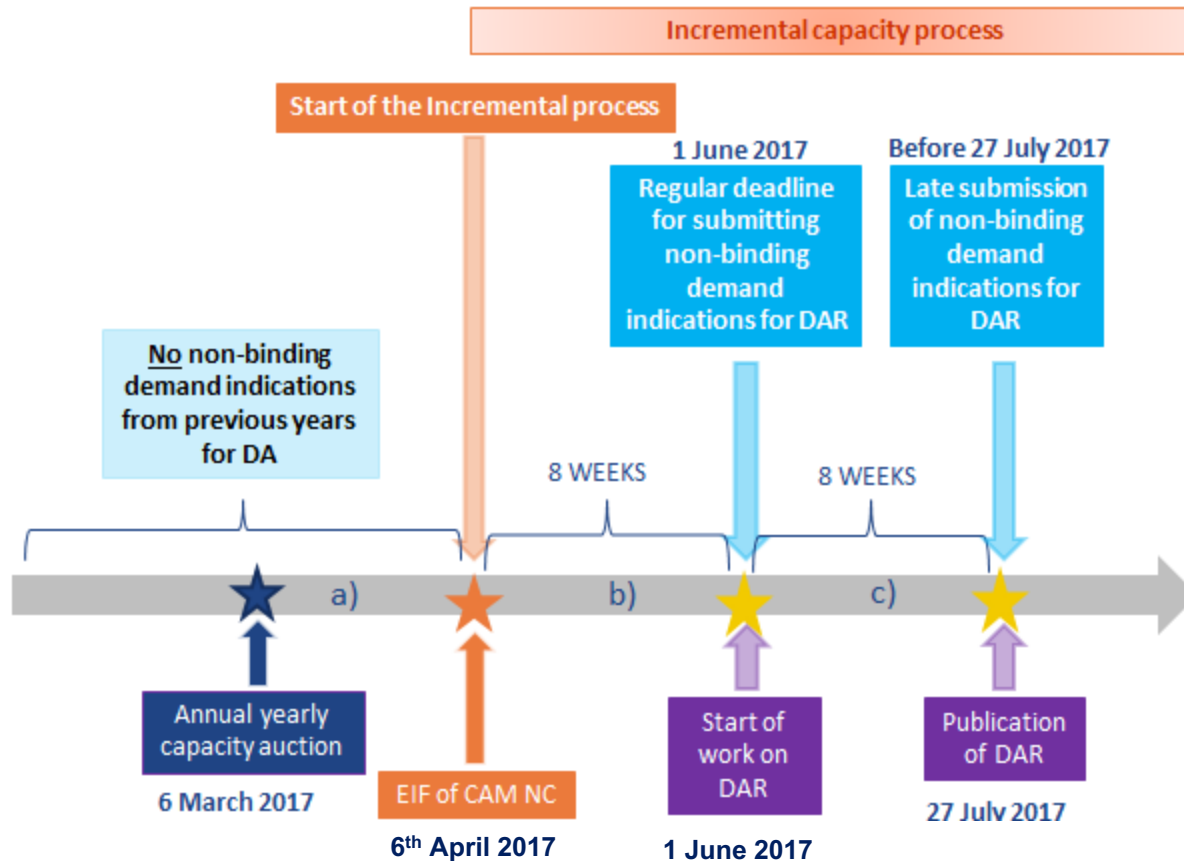 Incremental capacity process
Start of the Incremental process
1 June 2017
Regular deadline
for submitting
non-binding
demand
indications for DAR
Before 27 July 2017
Late submission
of non-binding
demand
indications for
DAR
No non-binding
demand indications
from previous years
for DA
8 WEEKS
8 WEEKS
a)
b)
c)
Annual yearly
capacity auction
6 March 2017
EIF of CAM NC
6th April 2017
Start of
work on
DAR
1 June 2017
Publication
of DAR
27 July 2017